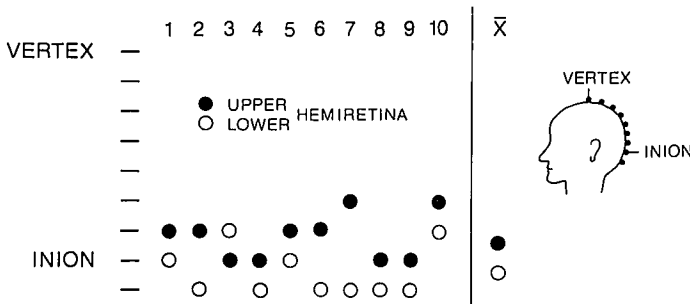 1 2 3 4 5 6 7 8 9 10 X̅
VERTEX
UPPER
HEMIRETINA
LOWER
INION
VERTEX
INION